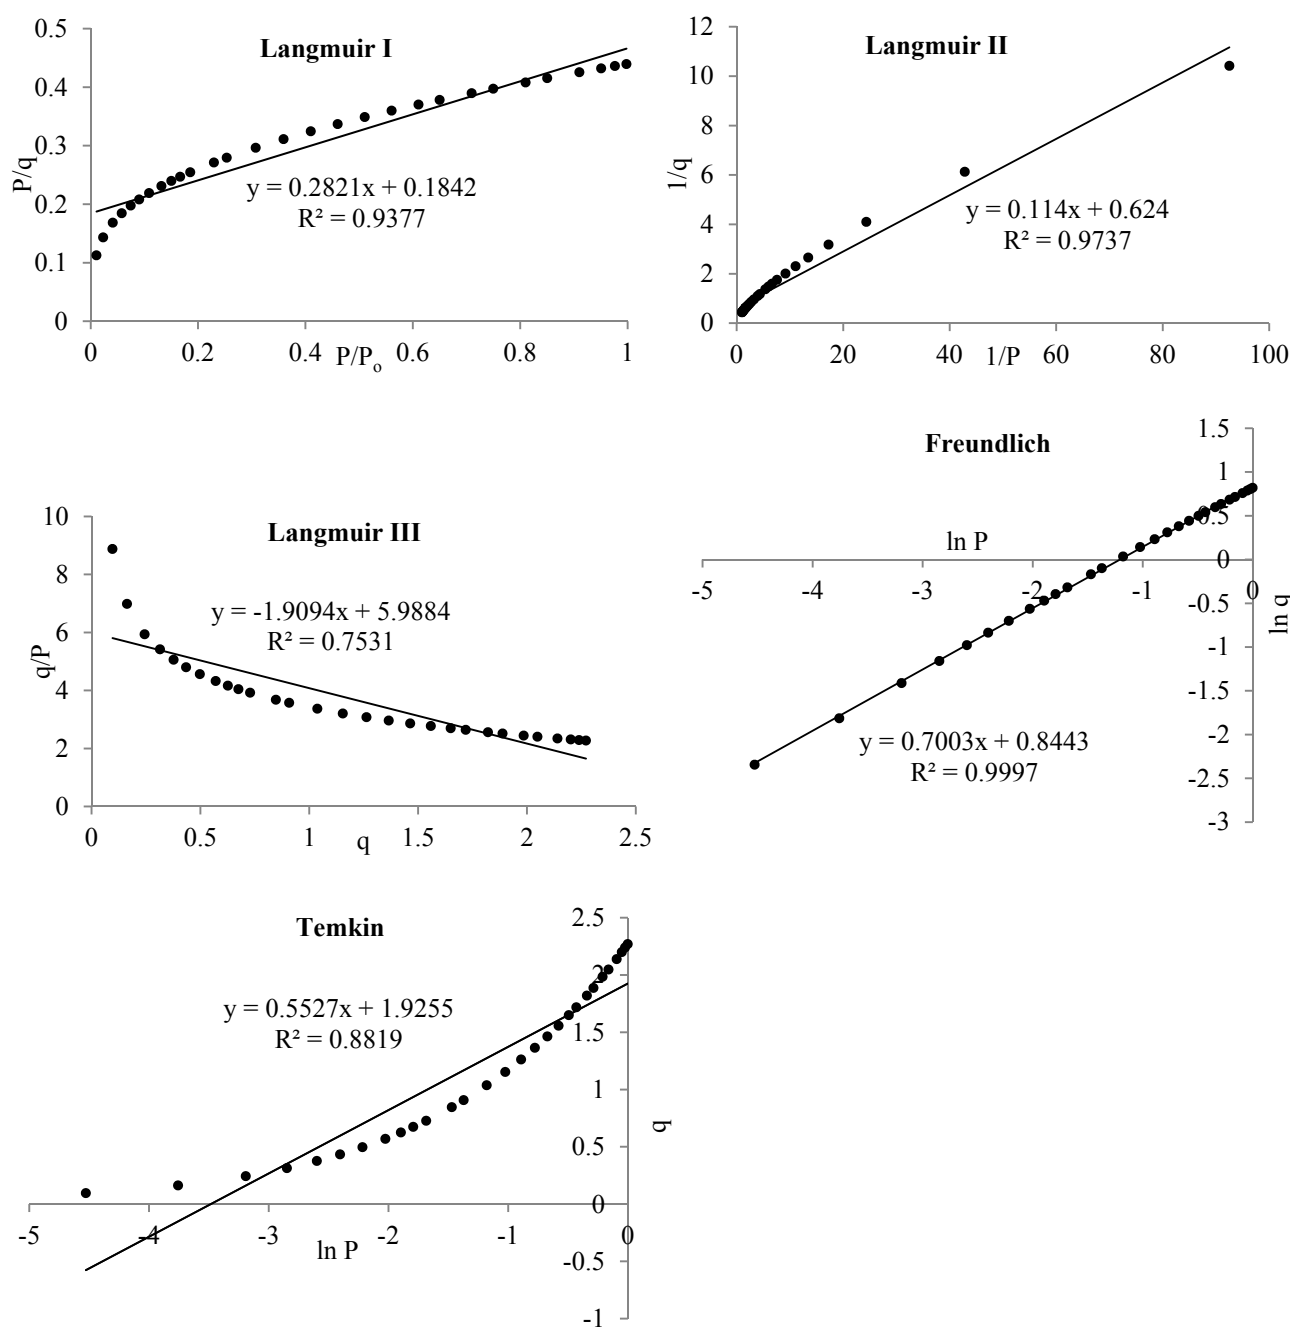 Langmuir I
P/q
0.5
0.4
0.3
0.2
0.1
0
y = 0.2821x + 0.1842
R² = 0.9377
0 0.2 0.4 0.6 0.8 1
P/Po
Langmuir II
1/q
12
10
8
6
4
2
0
y = 0.114x + 0.624
R² = 0.9737
0 20 40 60 80 100
1/P
Langmuir III
q/P
10
8
6
4
2
0
y = -1.9094x + 5.9884
R² = 0.7531
0 0.5 1 1.5 2 2.5
q
Freundlich
1.5
1
0.5
0
-0.5
-1
-1.5
-2
-2.5
-3
ln q
ln P
-5 -4 -3 -2 -1 0
y = 0.7003x + 0.8443
R² = 0.9997
Temkin
2.5
2
1.5
1
0.5
0
-0.5
-1
q
y = 0.5527x + 1.9255
R² = 0.8819
-5 -4 -3 -2 -1 0
ln P